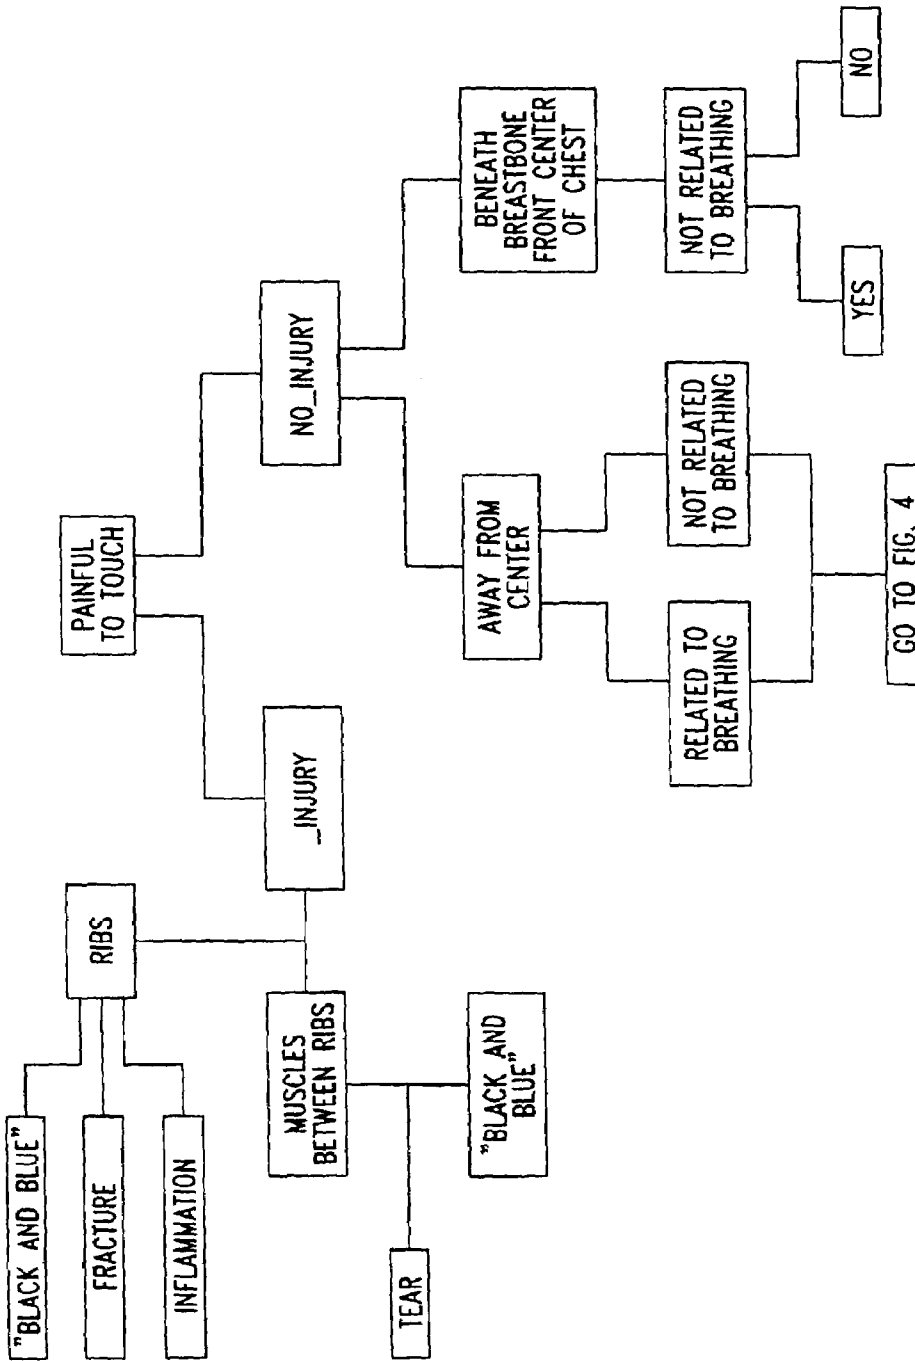 "BLACK AND BLUE"
FRACTURE
INFLAMMATION
RIBS
PAINFUL
TO TOUCH
_INJURY
NO_INJURY
MUSCLES
BETWEEN RIBS
TEAR
"BLACK AND
BLUE"
AWAY FROM
CENTER
BENEATH
BREASTBONE
FRONT CENTER
OF CHEST
RELATED TO
BREATHING
NOT RELATED
TO BREATHING
NOT RELATED
TO BREATHING
YES
NO
GO TO FIG. 4